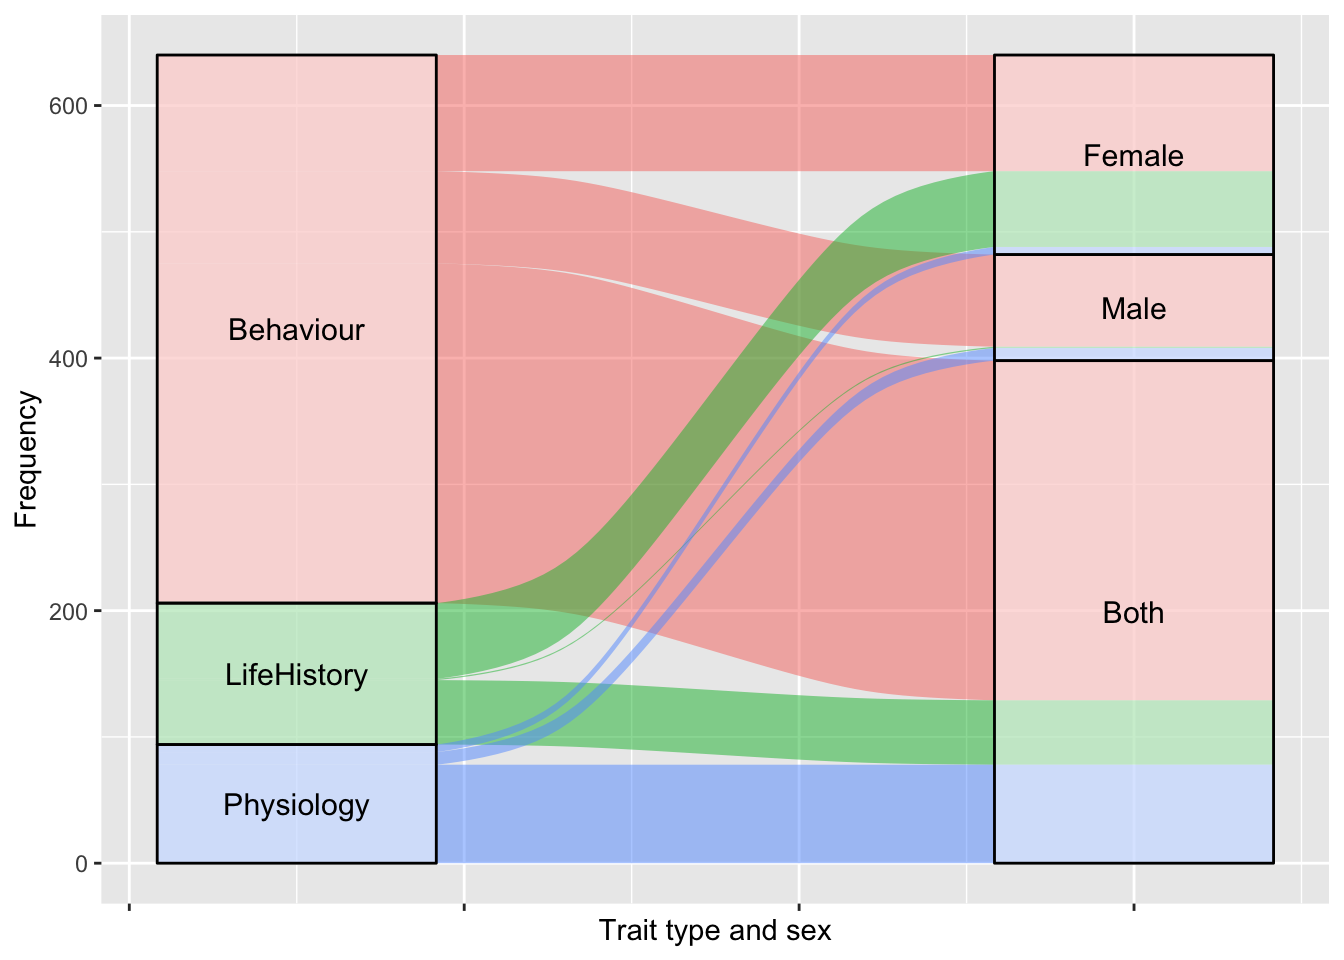 600
400
200
0
Frequency
Behaviour
LifeHistory
Physiology
Female
Male
Both
Trait type and sex